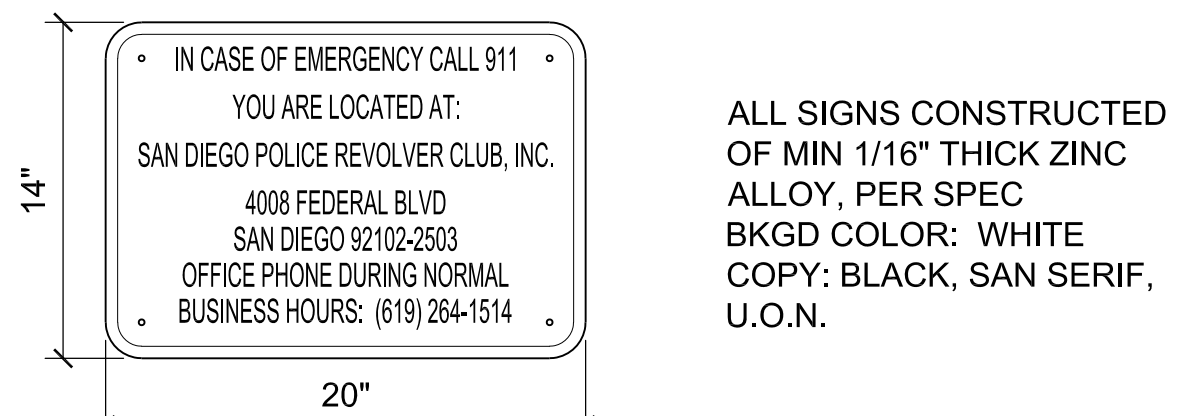 IN CASE OF EMERGENCY CALL 911
YOU ARE LOCATED AT:
SAN DIEGO POLICE REVOLVER CLUB, INC.
4008 FEDERAL BLVD
SAN DIEGO 92102-2503
OFFICE PHONE DURING NORMAL
BUSINESS HOURS: (619) 264-1514
14"
20"
ALL SIGNS CONSTRUCTED
OF MIN 1/16" THICK ZINC
ALLOY, PER SPEC
BKGD COLOR: WHITE
COPY: BLACK, SAN SERIF,
U.O.N.